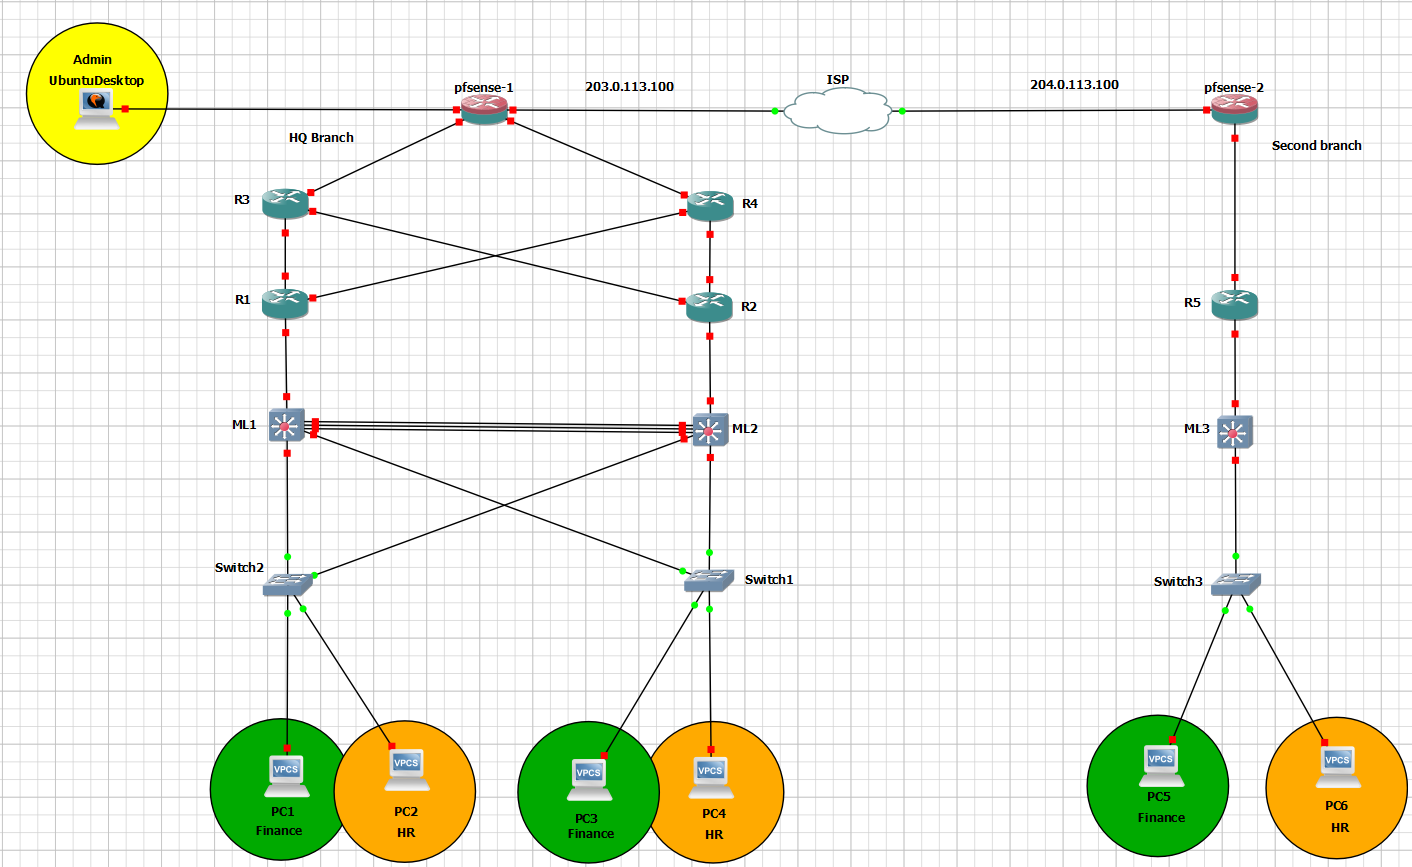 Admin
UbuntuDesktop
pfsense-1
203.0.113.100
ISP
204.0.113.100
pfsense-2
HQ Branch
Second branch
R3
R4
R1
R2
R5
ML1
ML2
ML3
Switch2
Switch1
Switch3
VPCS
PC1
Finance
VPCS
PC2
HR
VPCS
PC3
Finance
VPCS
PC4
HR
VPCS
PC5
Finance
VPCS
PC6
HR